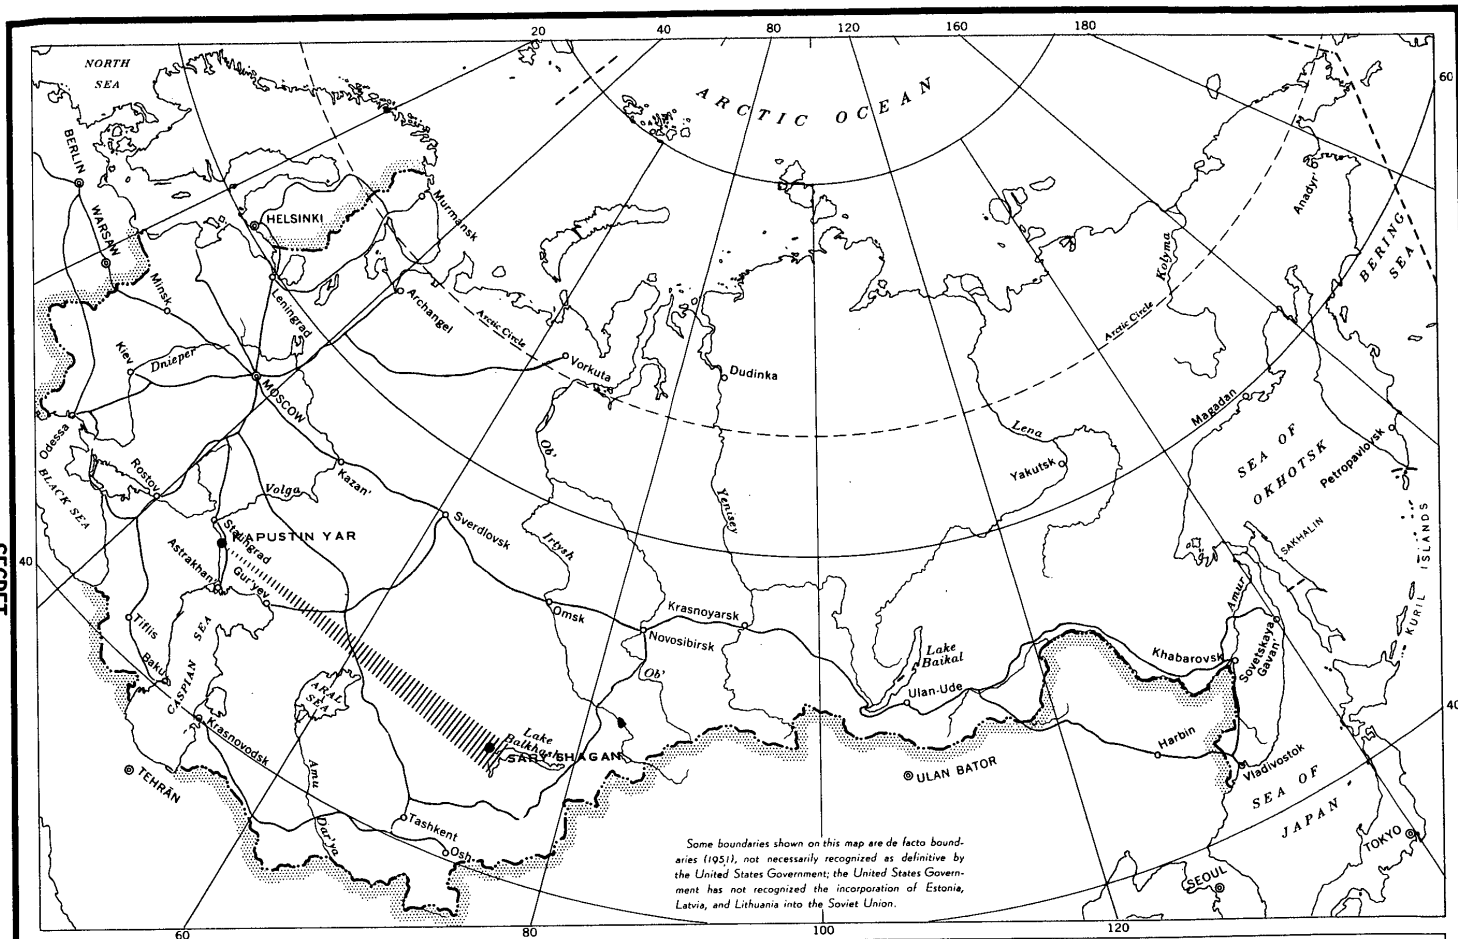 20
40
80
120
160
180
60
NORTH
SEA
ARCTIC OCEAN
BERLIN
WARSAW
HELSINKI
Murmansk
Anadyr'
BERING
SEA
Kolyma
Minsk
Leningrad
Archangel
Arctic Circle
Arctic Circle
Kiev
Dnieper
MOSCOW
Vorkuta
Dudinka
Magadan
Odessa
Ob'
Lena
SEA OF
OKHOTSK
Petropavlovsk
BLACK SEA
Rostov
Volga
Kazan'
Yakutsk
Yenisey
Stalingrad
KAPUSTIN YAR
Sverdlovsk
Irtysh
SAKHALIN
KURIL ISLANDS
SECRET
40
Astrakhan
Gur'yev
Omsk
Krasnoyarsk
Novosibirsk
Amur
Tiflis
Lake
Baikal
Khabarovsk
Sovetskaya
Gavan'
Baku
CASPIAN SEA
ARAL
SEA
Ob'
Ulan-Ude
40
Krasnovodsk
Lake
Balkhash
SARY SHAGAN
Harbin
Vladivostok
TEHRĀN
Amu
Dar'ya
ULAN BATOR
SEA OF
JAPAN
Tashkent
Osh
TOKYO
SEOUL
Some boundaries shown on this map are de facto bound-
aries (1951), not necessarily recognized as definitive by
the United States Government; the United States Govern-
ment has not recognized the incorporation of Estonia,
Latvia, and Lithuania into the Soviet Union.
60
80
100
120